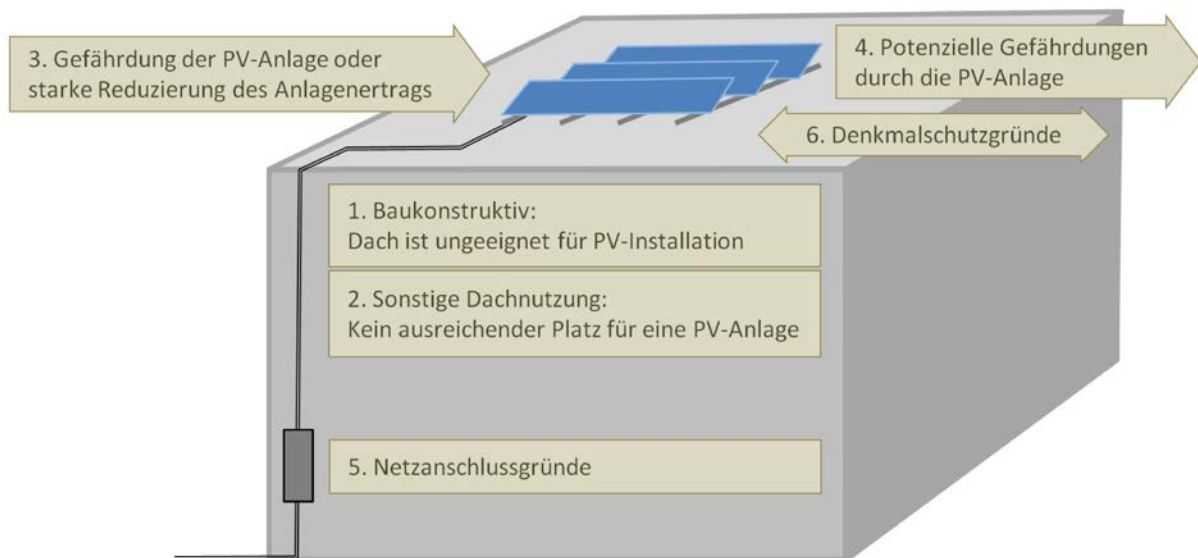 3. Gefährdung der PV-Anlage oder
starke Reduzierung des Anlagenertrags
4. Potenzielle Gefährdungen
durch die PV-Anlage
6. Denkmalschutzgründe
1. Baukonstruktiv:
Dach ist ungeeignet für PV-Installation
2. Sonstige Dachnutzung:
Kein ausreichender Platz für eine PV-Anlage
5. Netzanschlussgründe